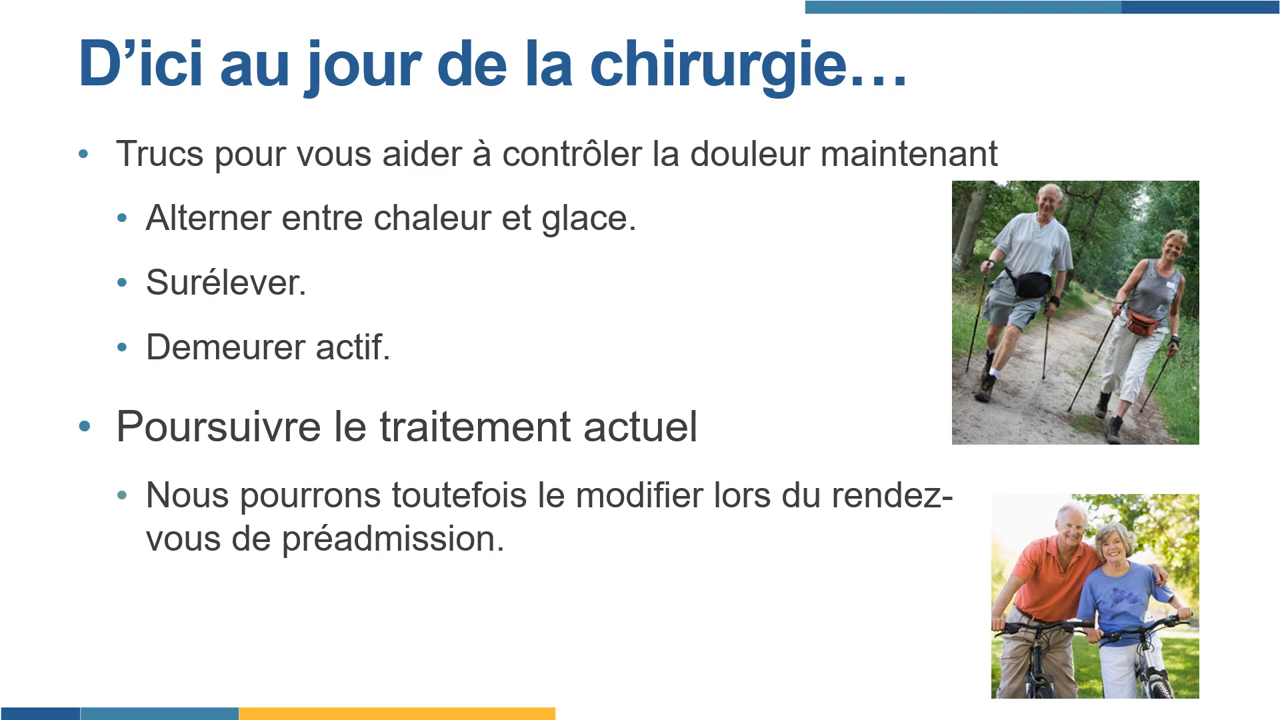 D’ici au jour de la chirurgie…
• Trucs pour vous aider à contrôler la douleur maintenant
• Alterner entre chaleur et glace.
• Surélever.
• Demeurer actif.
• Poursuivre le traitement actuel
• Nous pourrons toutefois le modifier lors du rendez-
vous de préadmission.